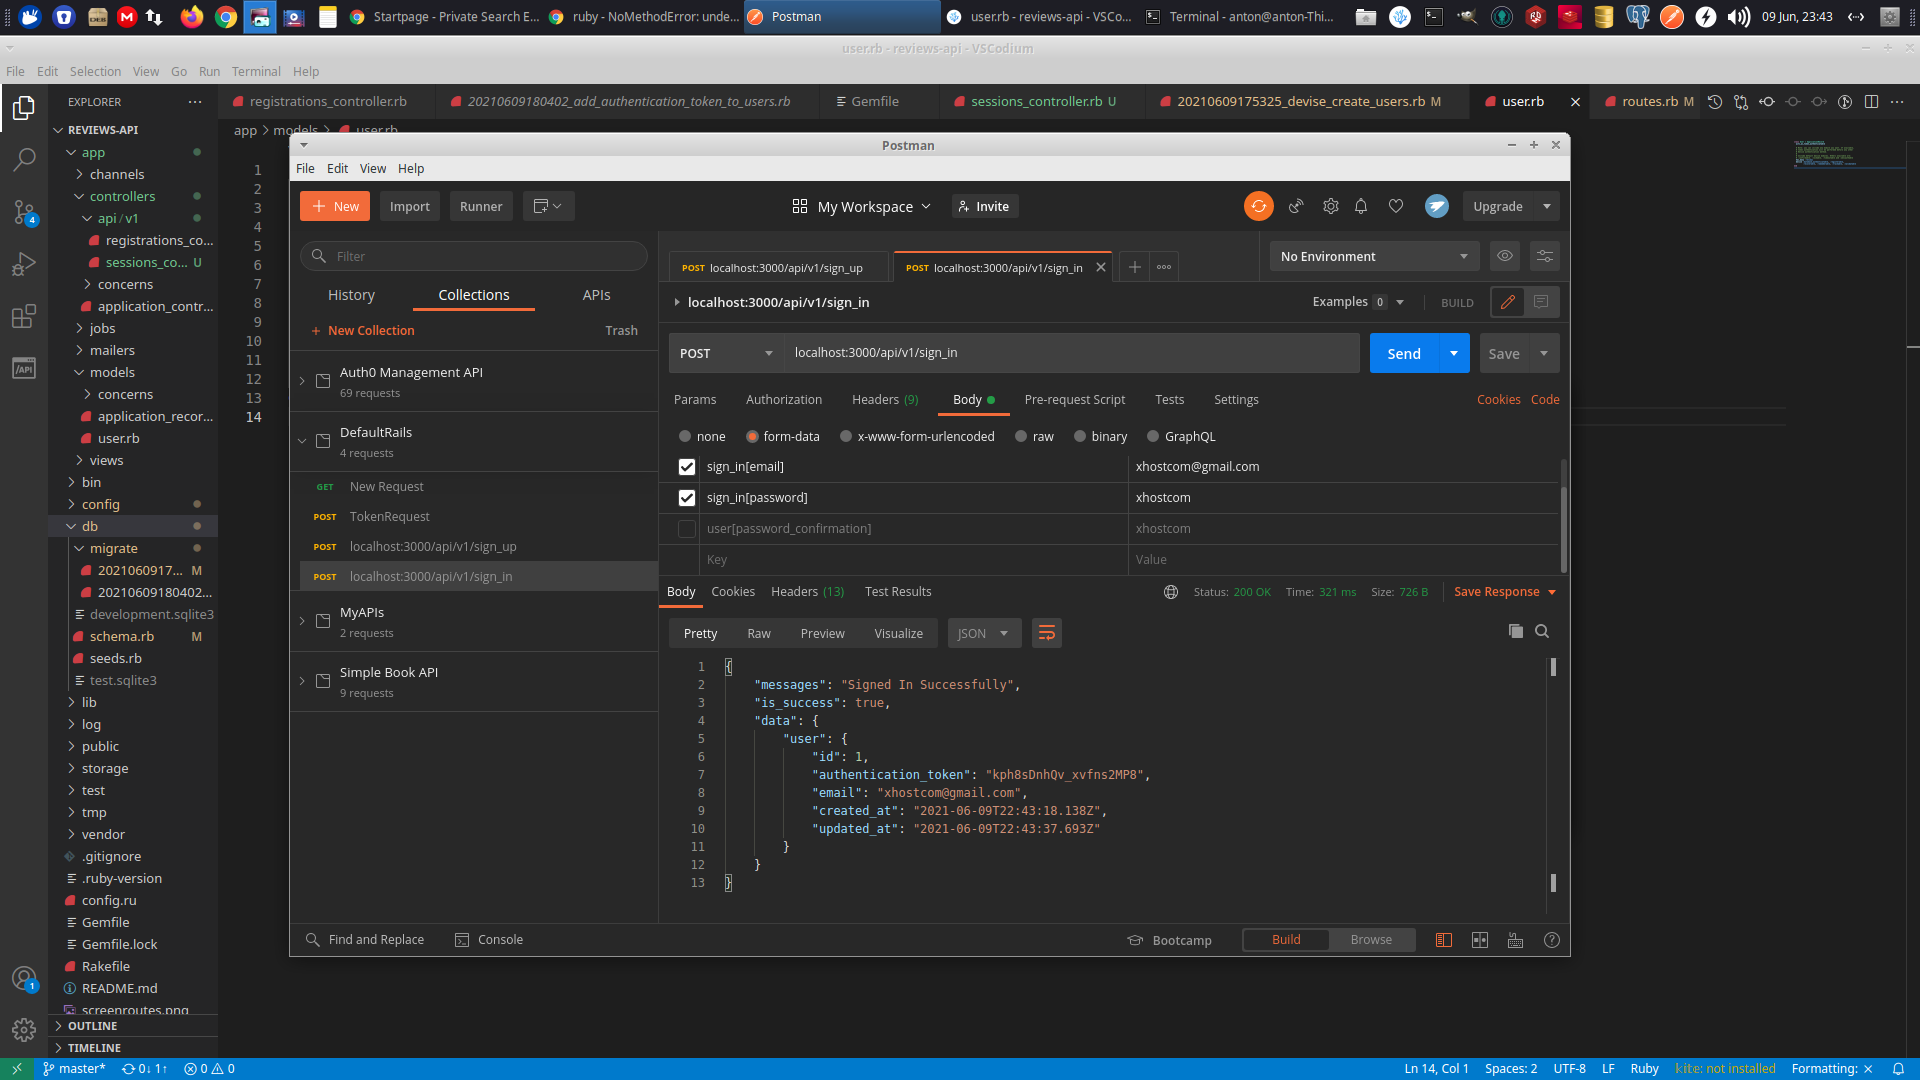 Startpage - Private Search E...
ruby - NoMethodError: unde...
Postman
user.rb - reviews-api - VSCo...
Terminal - anton@anton-Thi...
09 Jun, 23:43
user.rb - reviews-api - VSCodium
File Edit Selection View Go Run Terminal Help
EXPLORER
registrations_controller.rb
20210609180402_add_authentication_token_to_users.rb
Gemfile
sessions_controller.rb U
20210609175325_devise_create_users.rb M
user.rb
routes.rb M
app > models > user.rb
REVIEWS-API
app
channels
controllers
api / v1
registrations_co...
sessions_co... U
concerns
application_contr...
jobs
mailers
models
concerns
application_recor...
user.rb
views
bin
config
db
migrate
2021060917... M
20210609180402...
development.sqlite3
schema.rb M
seeds.rb
test.sqlite3
lib
log
public
storage
test
tmp
vendor
.gitignore
.ruby-version
config.ru
Gemfile
Gemfile.lock
Rakefile
README.md
screenroutes.png
OUTLINE
TIMELINE
4
1
1
2
3
4
5
6
7
8
9
10
11
12
13
14
Postman
File Edit View Help
New
Import
Runner
My Workspace
Invite
Upgrade
Filter
History
Collections
APIs
New Collection
Trash
Auth0 Management API
69 requests
DefaultRails
4 requests
GET New Request
POST TokenRequest
POST localhost:3000/api/v1/sign_up
POST localhost:3000/api/v1/sign_in
MyAPIs
2 requests
Simple Book API
9 requests
POST localhost:3000/api/v1/sign_up
POST localhost:3000/api/v1/sign_in
No Environment
localhost:3000/api/v1/sign_in
Examples 0
BUILD
POST
localhost:3000/api/v1/sign_in
Send
Save
Params Authorization Headers (9) Body Pre-request Script Tests Settings
Cookies Code
none form-data x-www-form-urlencoded raw binary GraphQL
sign_in[email] xhostcom@gmail.com
sign_in[password] xhostcom
user[password_confirmation] xhostcom
Key Value
Body Cookies Headers (13) Test Results
Status: 200 OK Time: 321 ms Size: 726 B
Save Response
Pretty Raw Preview Visualize JSON
1 {
2 "messages": "Signed In Successfully",
3 "is_success": true,
4 "data": {
5 "user": {
6 "id": 1,
7 "authentication_token": "kph8sDnhQv_xvfns2MP8",
8 "email": "xhostcom@gmail.com",
9 "created_at": "2021-06-09T22:43:18.138Z",
10 "updated_at": "2021-06-09T22:43:37.693Z"
11 }
12 }
13 }
Find and Replace
Console
Bootcamp
Build
Browse
master*
0↓ 1↑
0 0
Ln 14, Col 1
Spaces: 2
UTF-8
LF
Ruby
kite: not installed
Formatting: ×